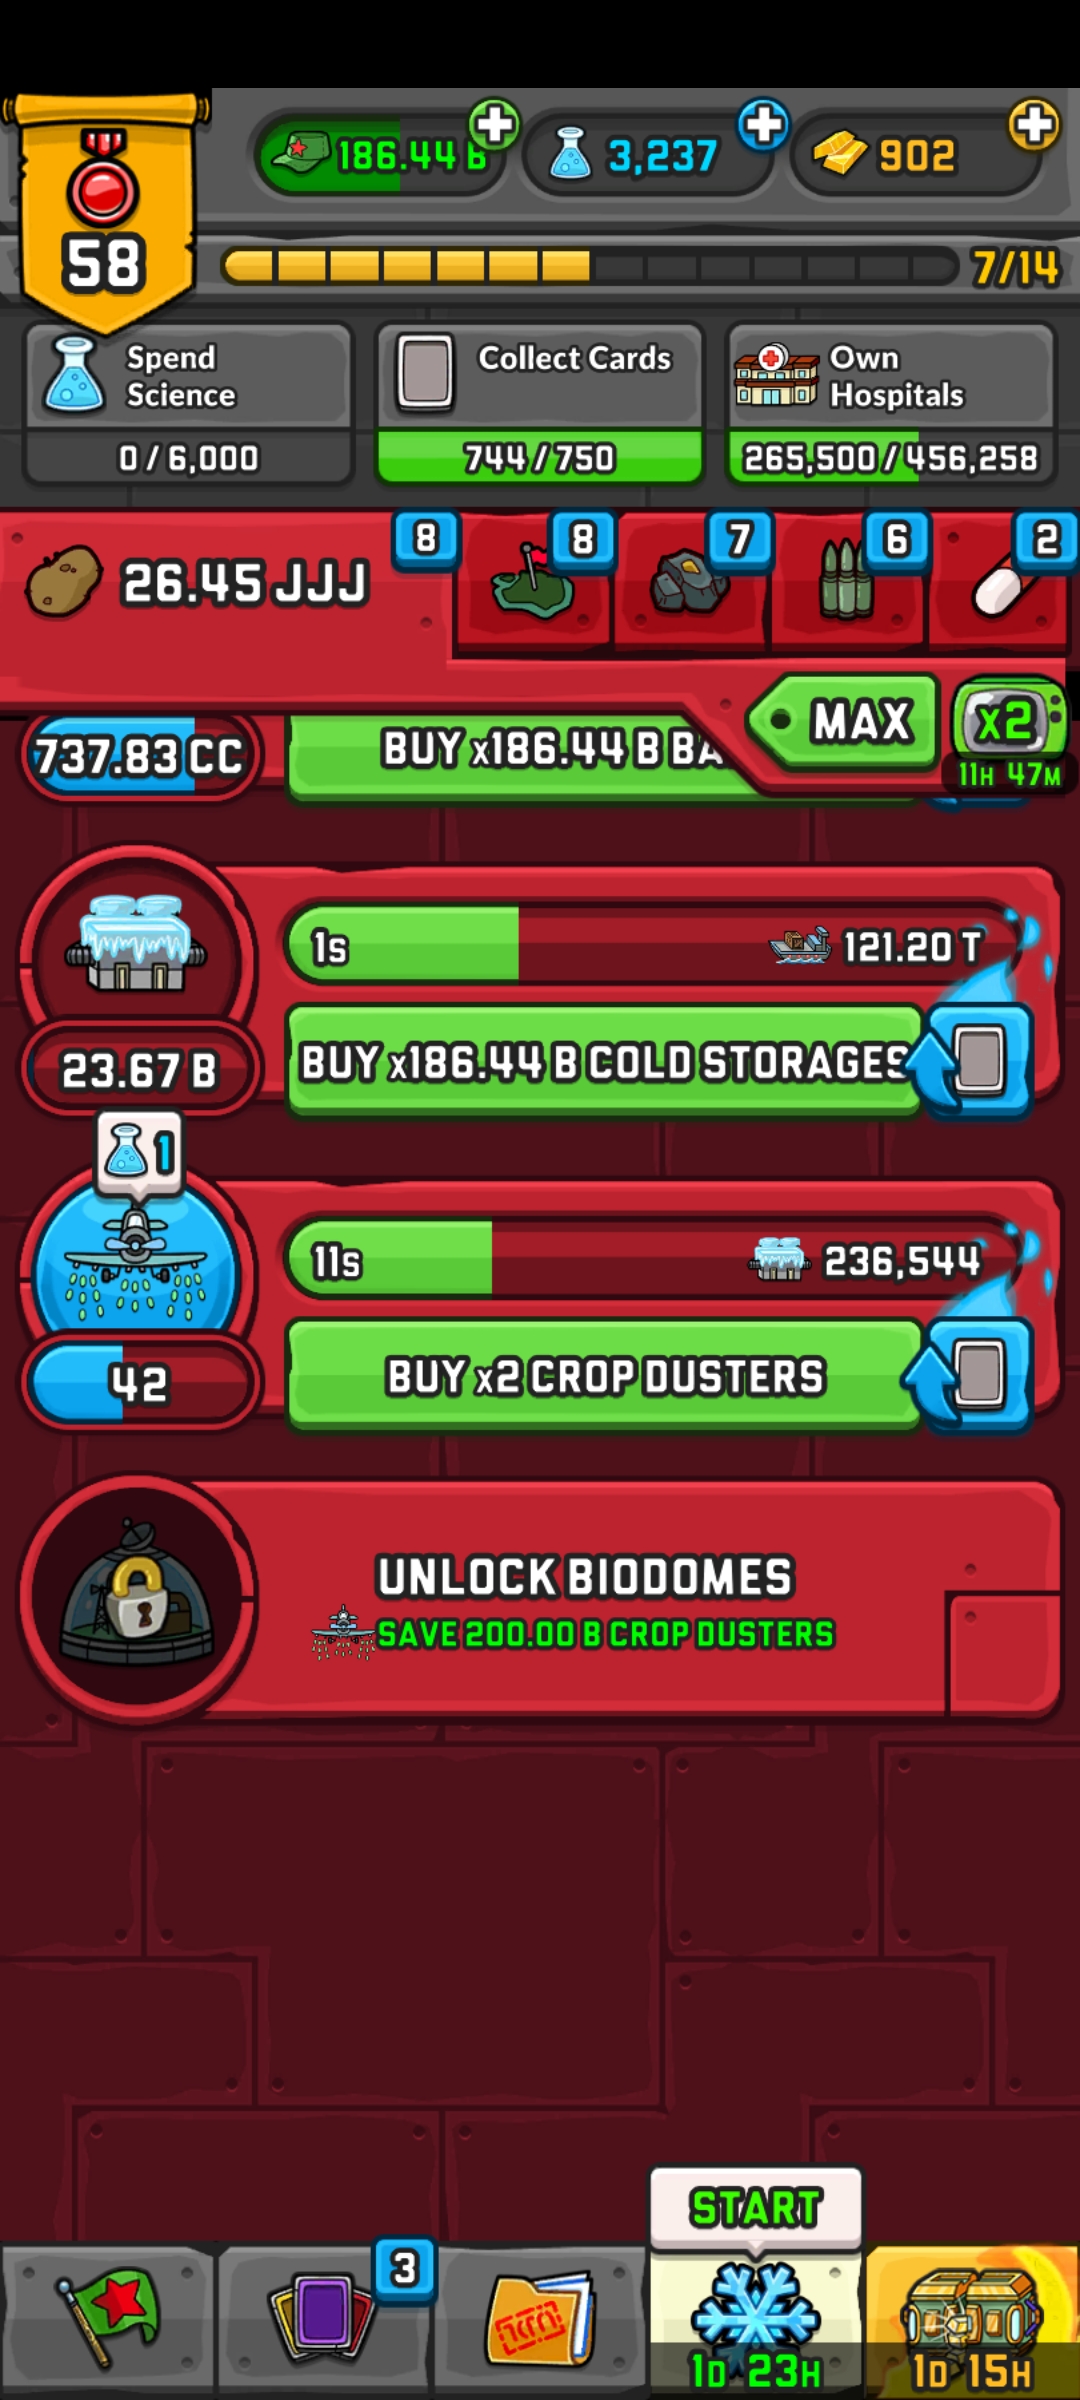 58
186.44 B
3,237
902
7/14
Spend
Science
0 / 6,000
Collect Cards
744 / 750
Own
Hospitals
265,500 / 456,258
26.45 JJJ
8
8
7
6
2
MAX
x2
11H 47M
737.83 CC
BUY x186.44 B BA
1s
121.20 T
23.67 B
BUY x186.44 B COLD STORAGES
1
11s
236,544
42
BUY x2 CROP DUSTERS
UNLOCK BIODOMES
SAVE 200.00 B CROP DUSTERS
START
3
1D 23H
1D 15H